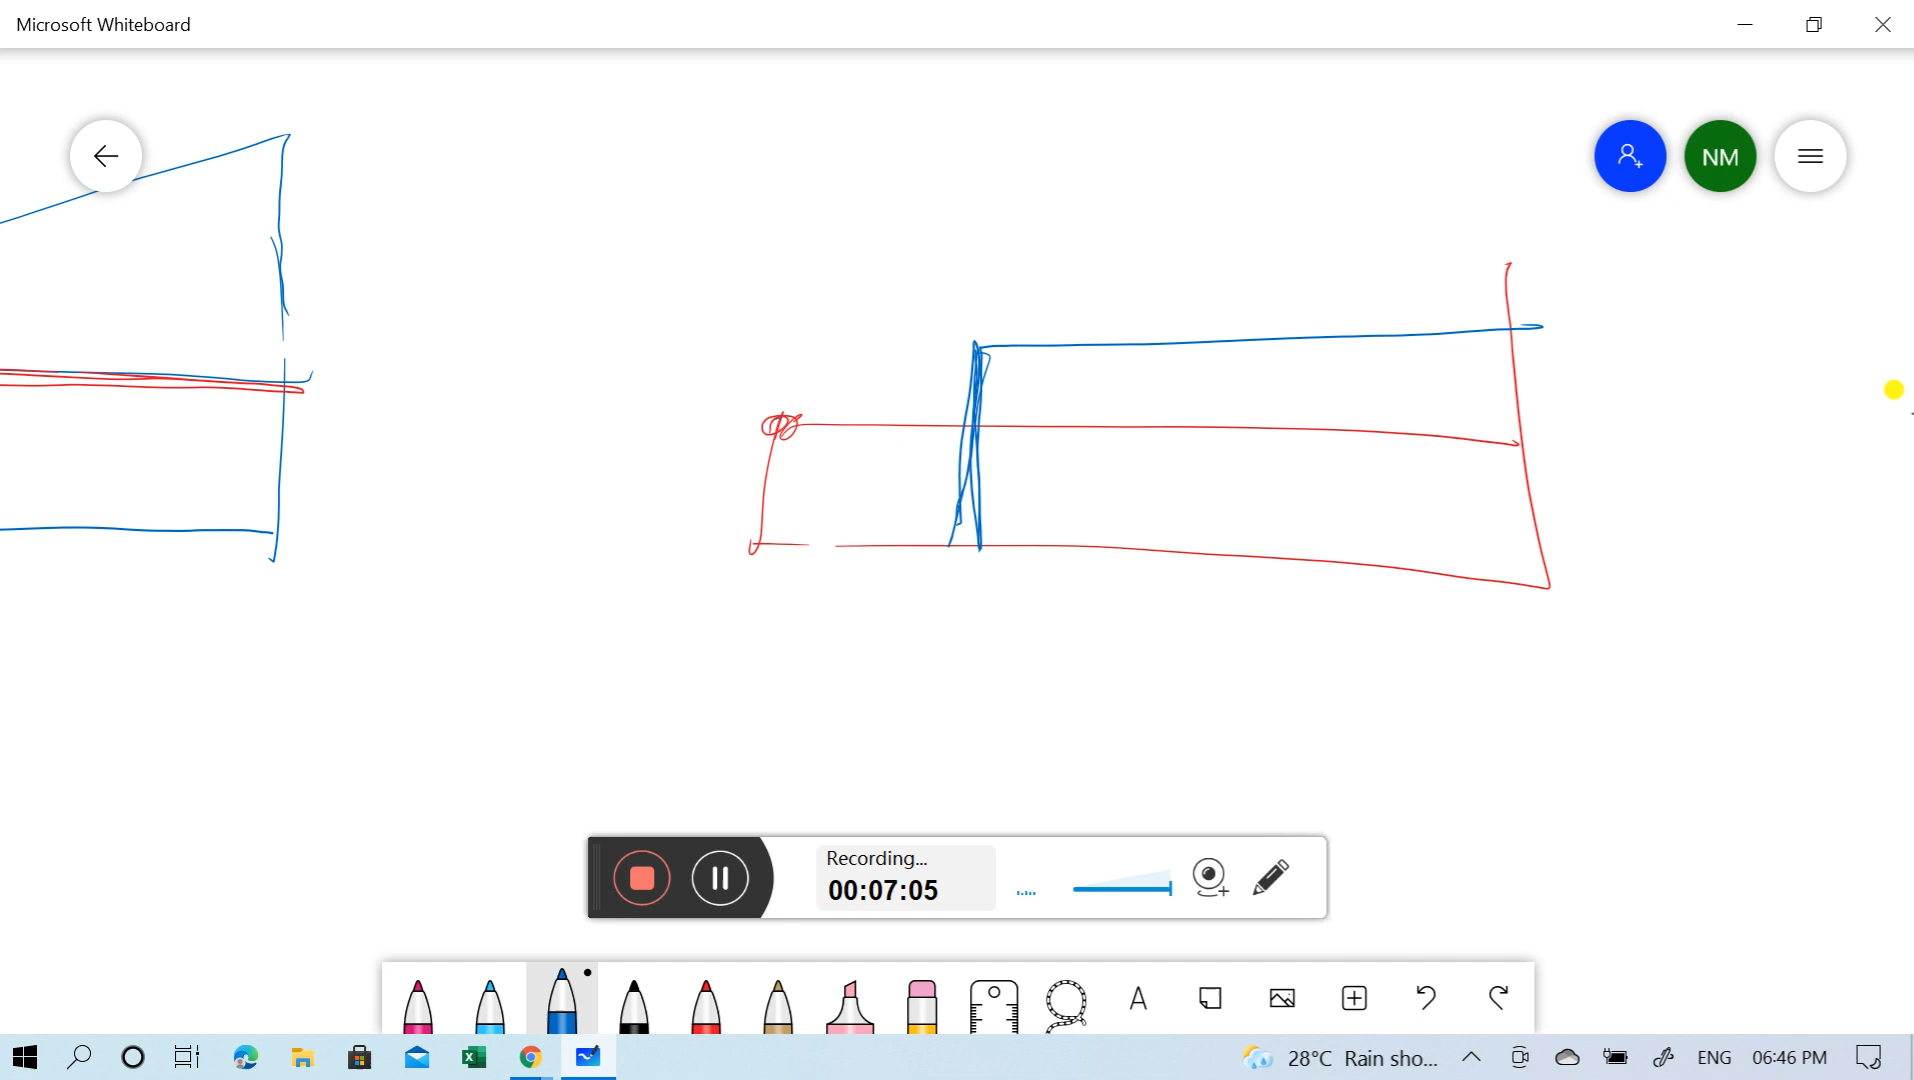 Microsoft Whiteboard
NM
Recording...
00:07:05
A
28°C Rain sho...
ENG
06:46 PM